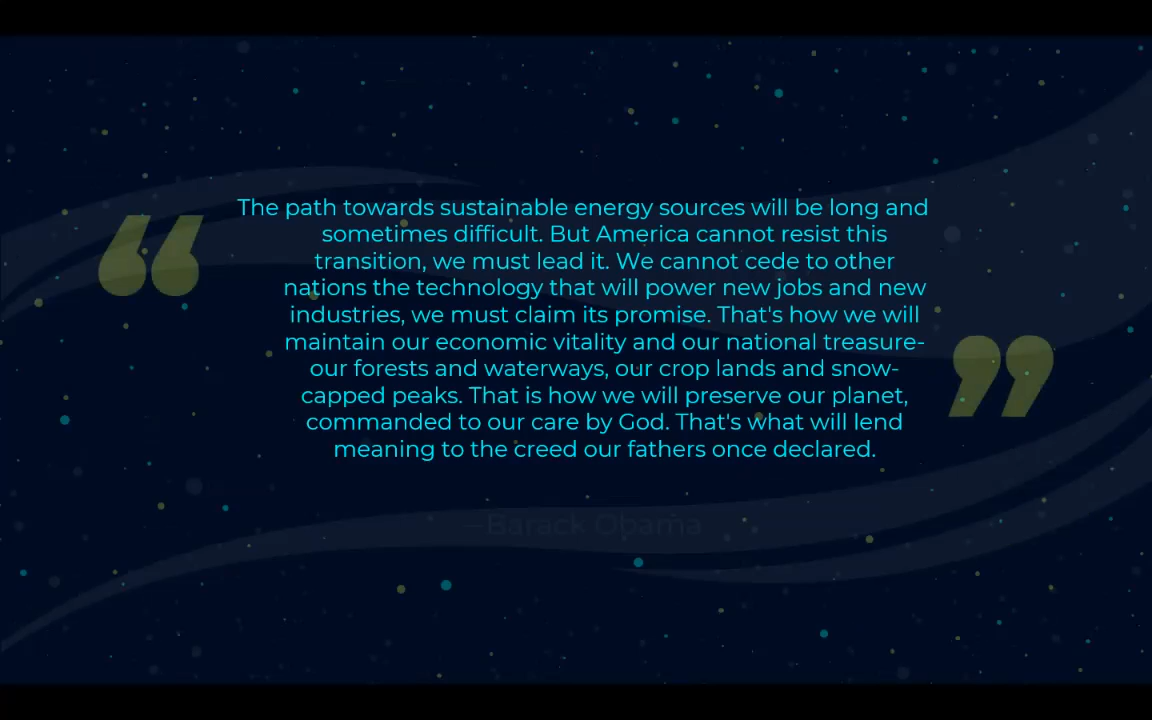 The path towards sustainable energy sources will be long and
sometimes difficult. But America cannot resist this
transition, we must lead it. We cannot cede to other
nations the technology that will power new jobs and new
industries, we must claim its promise. That's how we will
maintain our economic vitality and our national treasure-
our forests and waterways, our crop lands and snow-
capped peaks. That is how we will preserve our planet,
commanded to our care by God. That's what will lend
meaning to the creed our fathers once declared.
—Barack Obama